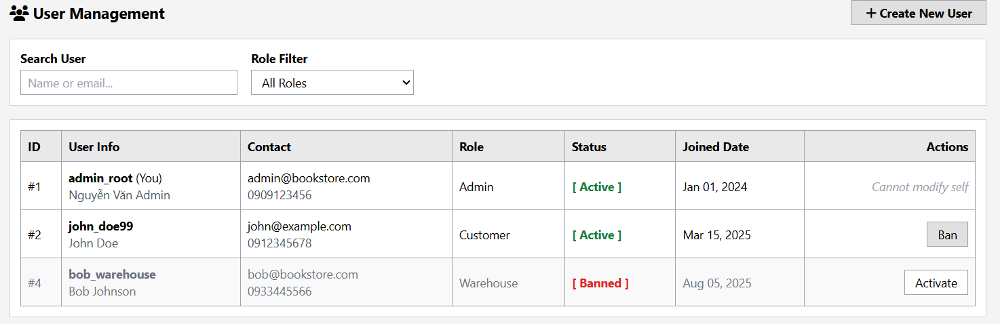 User Management
+ Create New User
Search User
Role Filter
Name or email...
All Roles
ID User Info Contact Role Status Joined Date Actions
#1 admin_root (You) Nguyễn Văn Admin admin@bookstore.com 0909123456 Admin [ Active ] Jan 01, 2024 Cannot modify self
#2 john_doe99 John Doe john@example.com 0912345678 Customer [ Active ] Mar 15, 2025 Ban
#4 bob_warehouse Bob Johnson bob@bookstore.com 0933445566 Warehouse [ Banned ] Aug 05, 2025 Activate